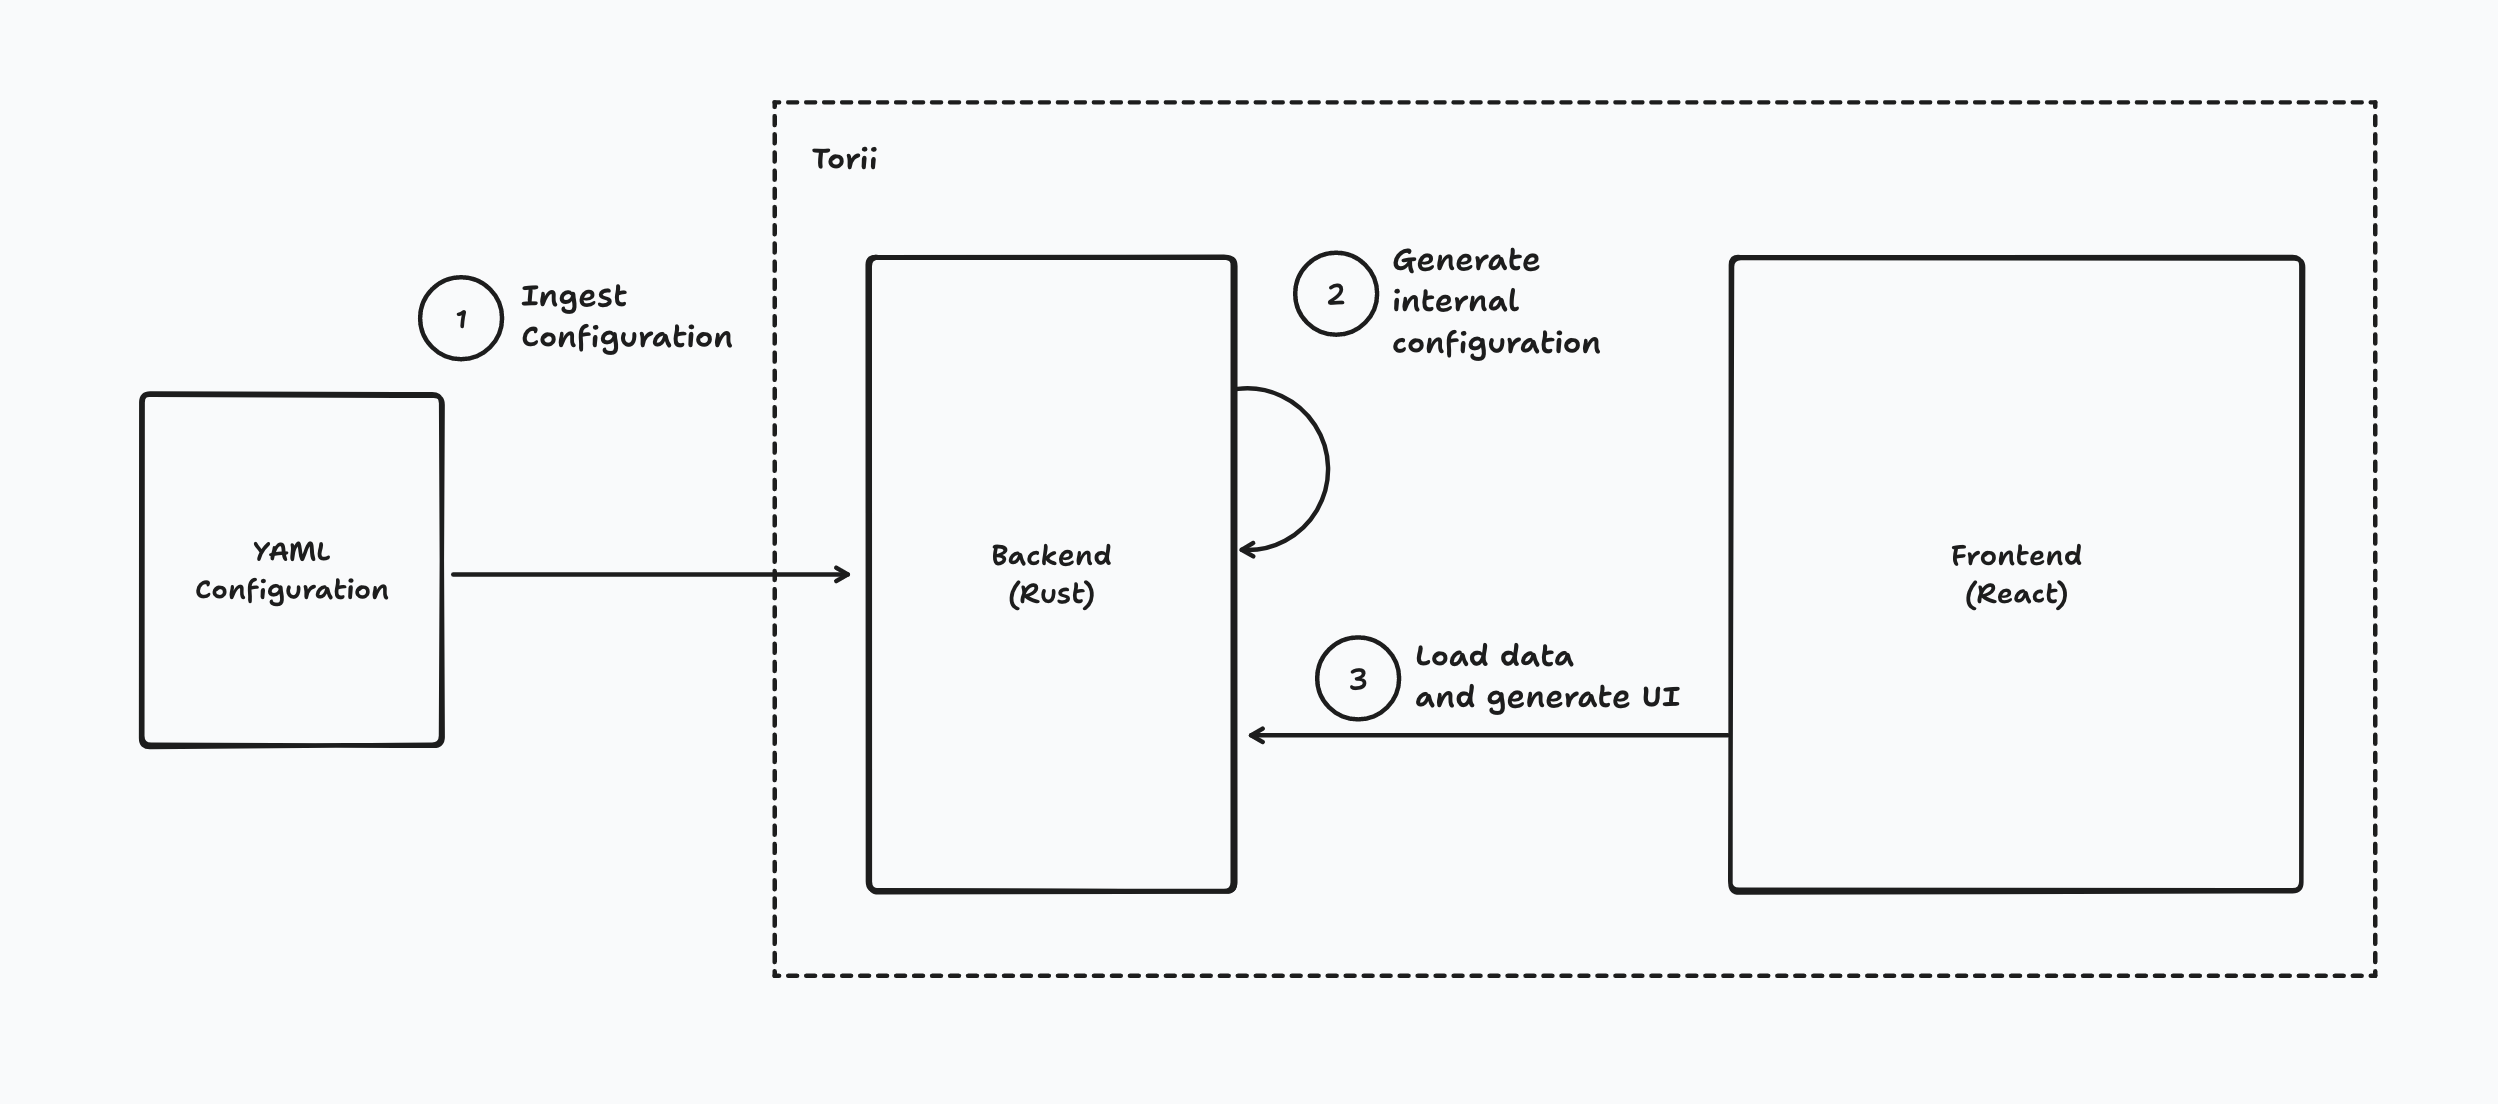 Torii
1
Ingest
Configuration
2
Generate
internal
configuration
YAML
Configuration
Backend
(Rust)
Frontend
(React)
3
Load data
and generate UI